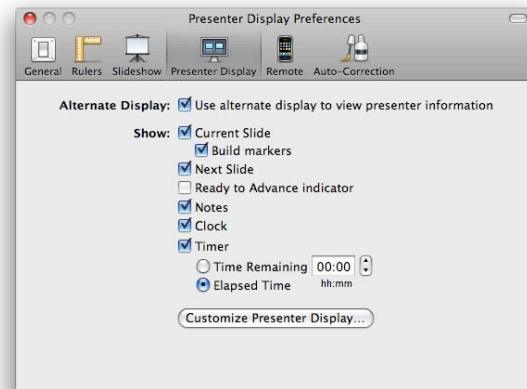 Presenter Display Preferences
General Rulers Slideshow Presenter Display Remote Auto-Correction
Alternate Display: Use alternate display to view presenter information
Show: Current Slide
Build markers
Next Slide
Ready to Advance indicator
Notes
Clock
Timer
Time Remaining 00:00
Elapsed Time hh:mm
Customize Presenter Display...